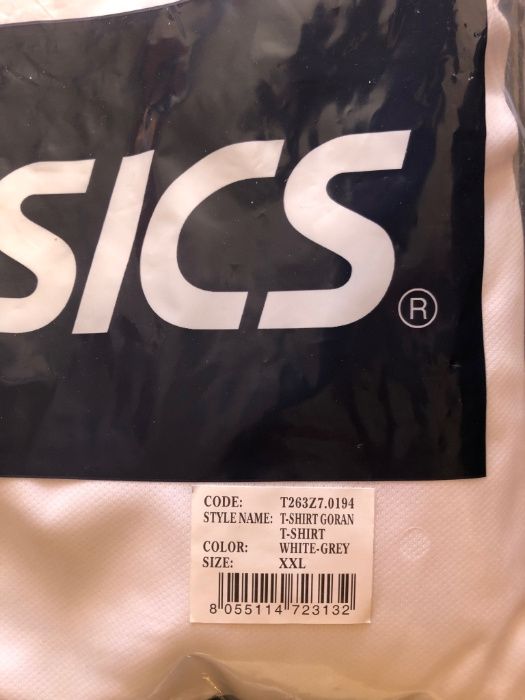 SICS®
CODE: T263Z7.0194
STYLE NAME: T-SHIRT GORAN
T-SHIRT
COLOR: WHITE-GREY
SIZE: XXL
8 055114 723132